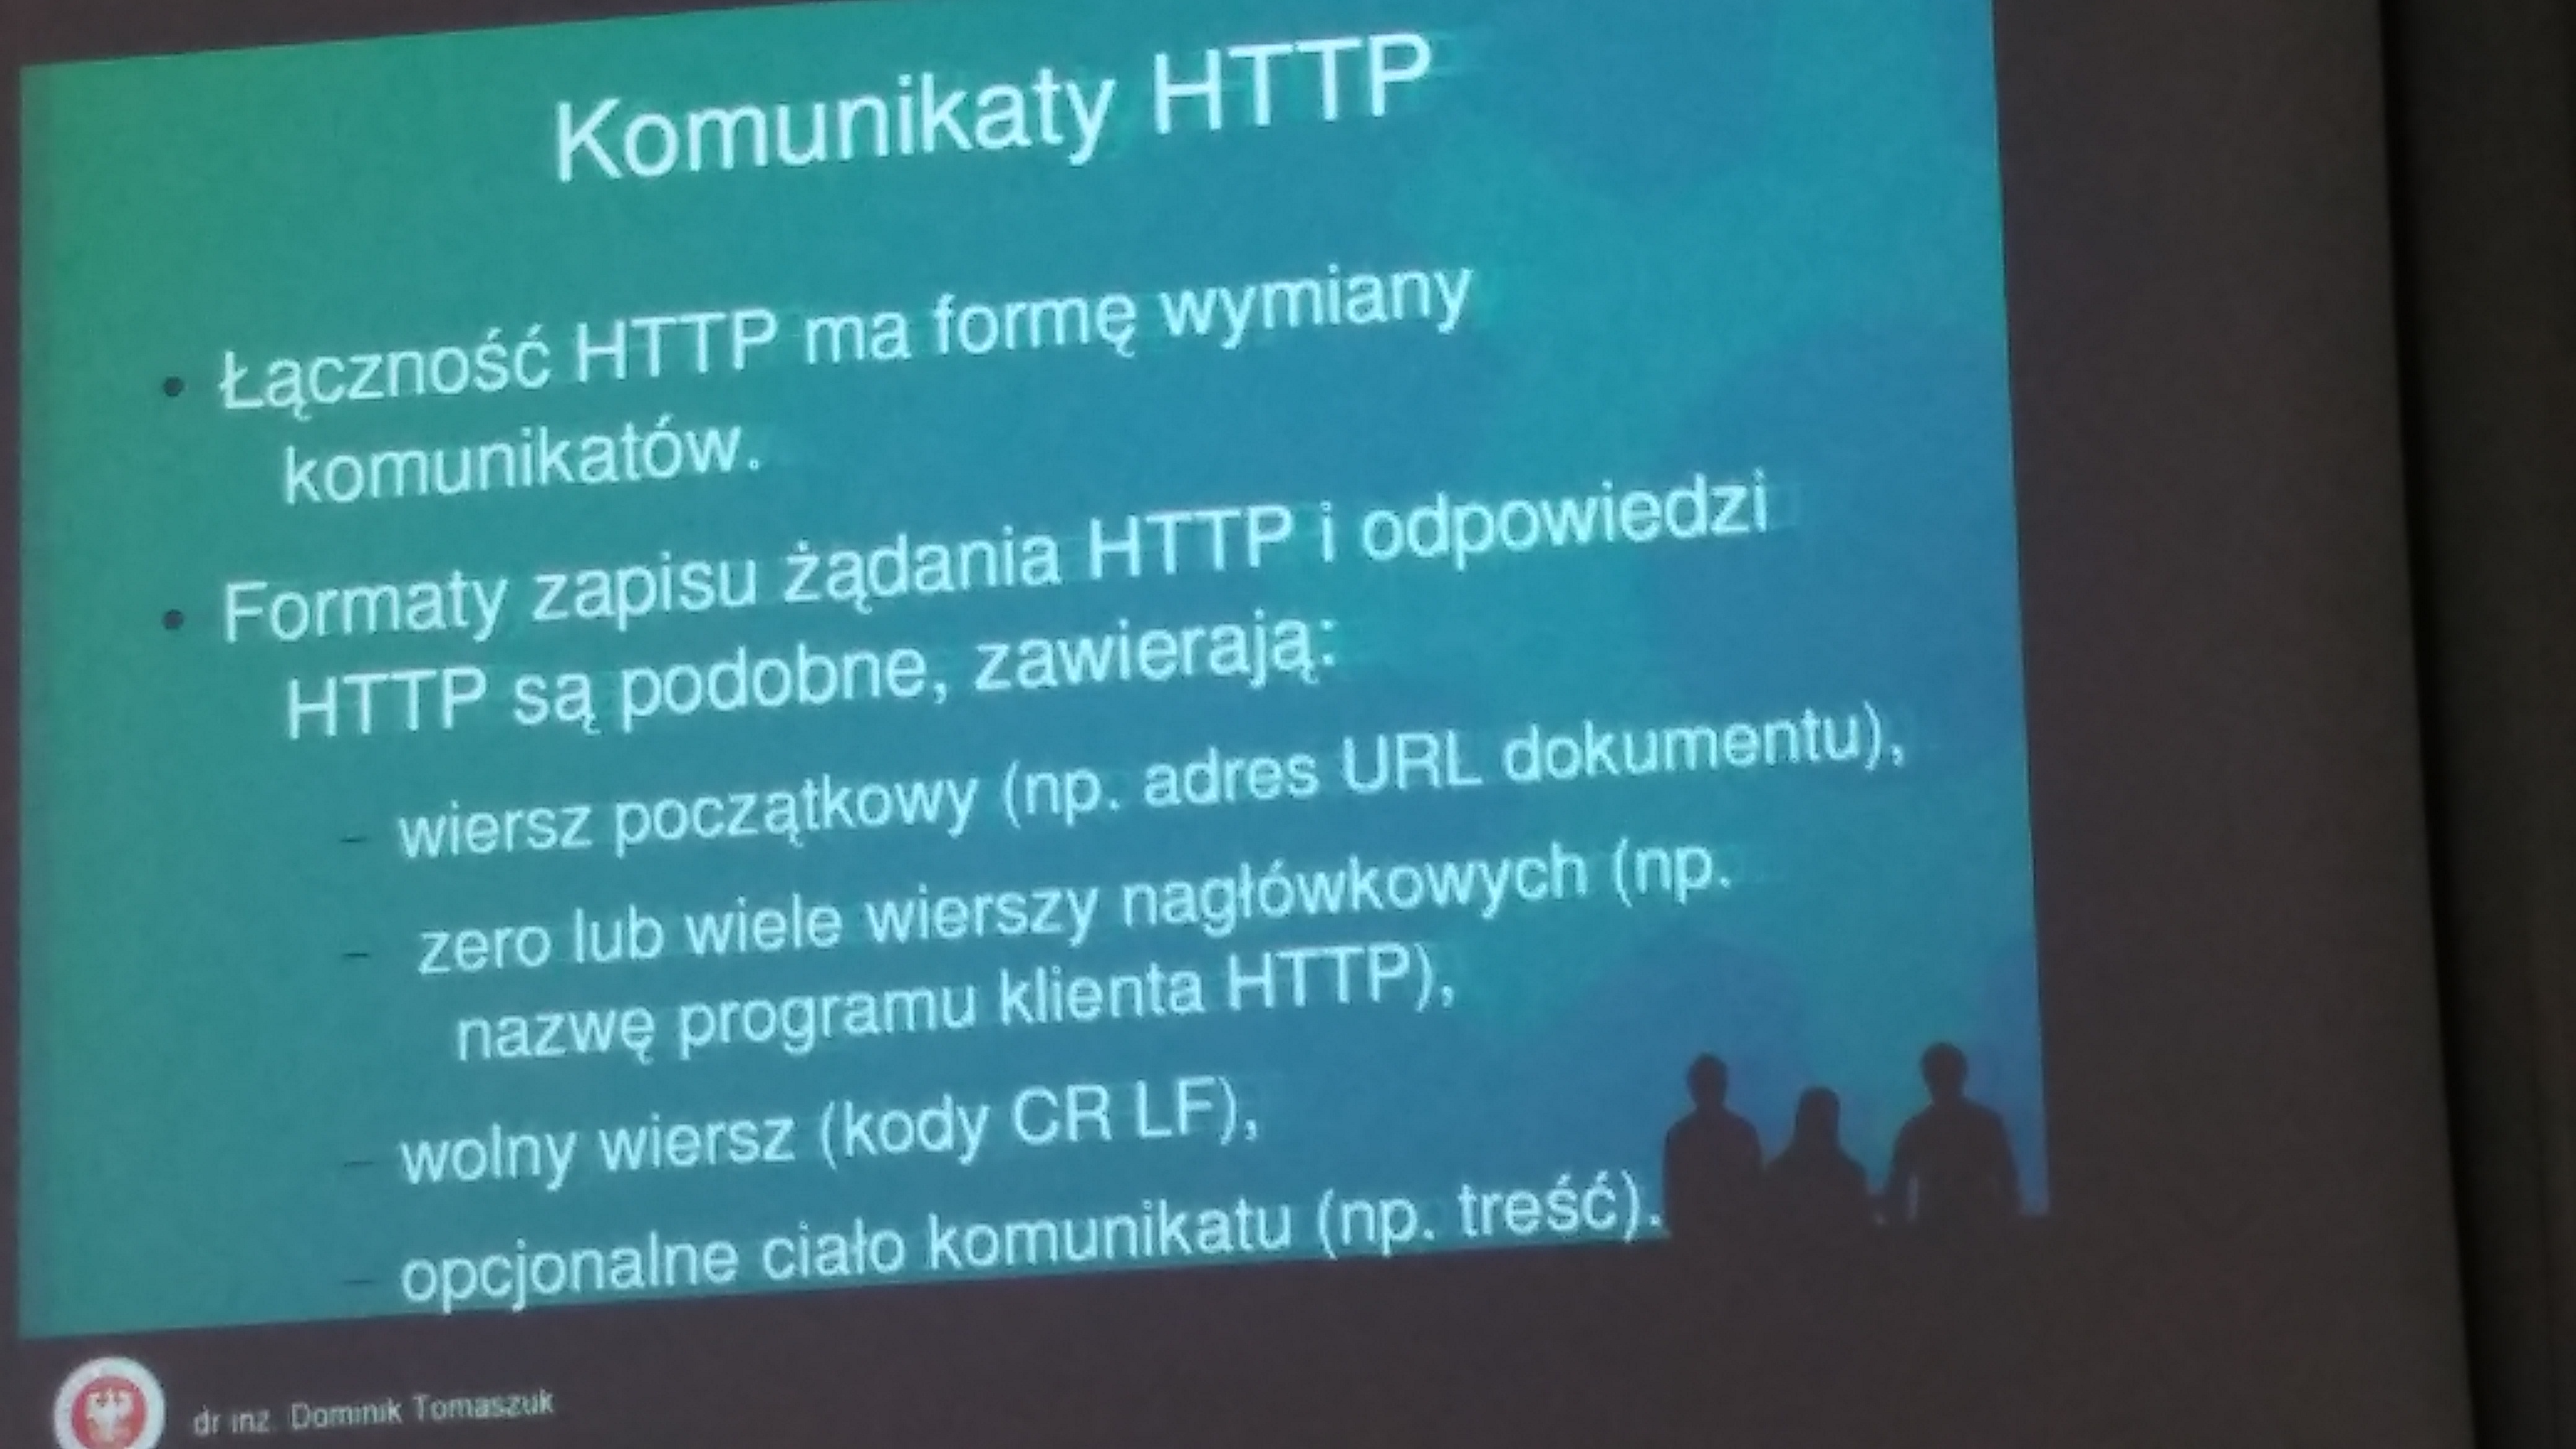 Komunikaty HTTP
• Łączność HTTP ma formę wymiany
komunikatów.
• Formaty zapisu żądania HTTP i odpowiedzi
HTTP są podobne, zawierają:
– wiersz początkowy (np. adres URL dokumentu),
– zero lub wiele wierszy nagłówkowych (np.
nazwę programu klienta HTTP),
– wolny wiersz (kody CR LF),
– opcjonalne ciało komunikatu (np. treść).
dr inż. Dominik Tomaszuk